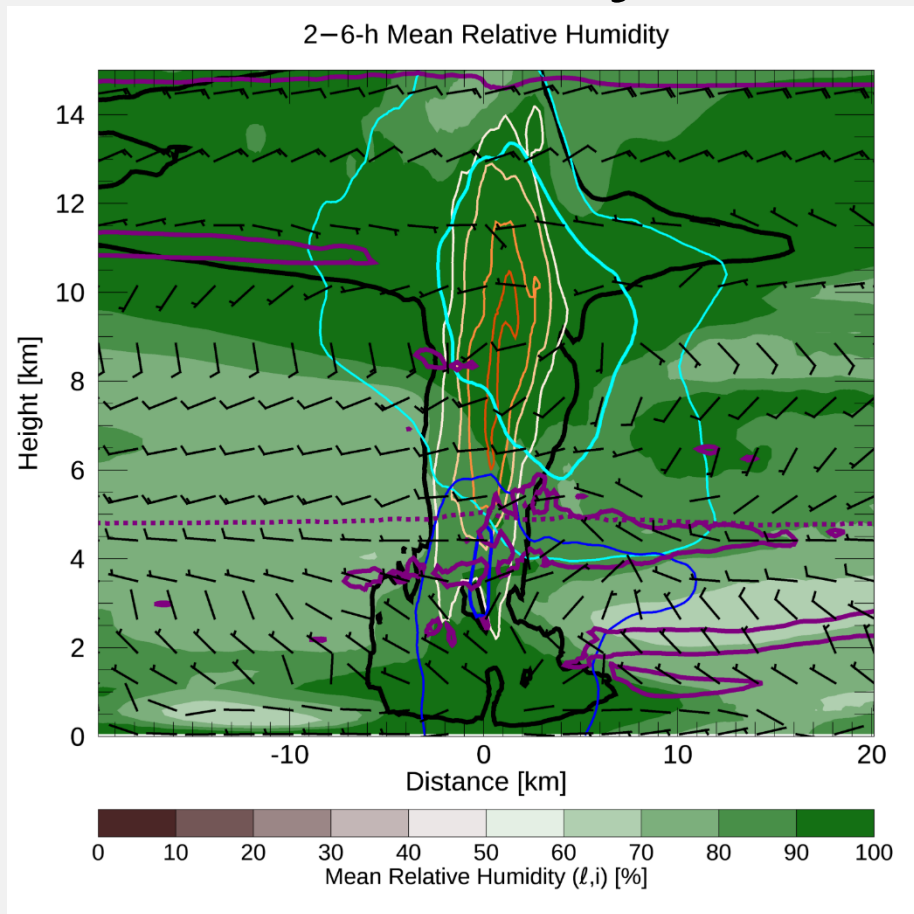 2−6-h Mean Relative Humidity
14
12
10
8
6
4
2
0
Height [km]
-10 0 10 20
Distance [km]
0 10 20 30 40 50 60 70 80 90 100
Mean Relative Humidity (ℓ,i) [%]